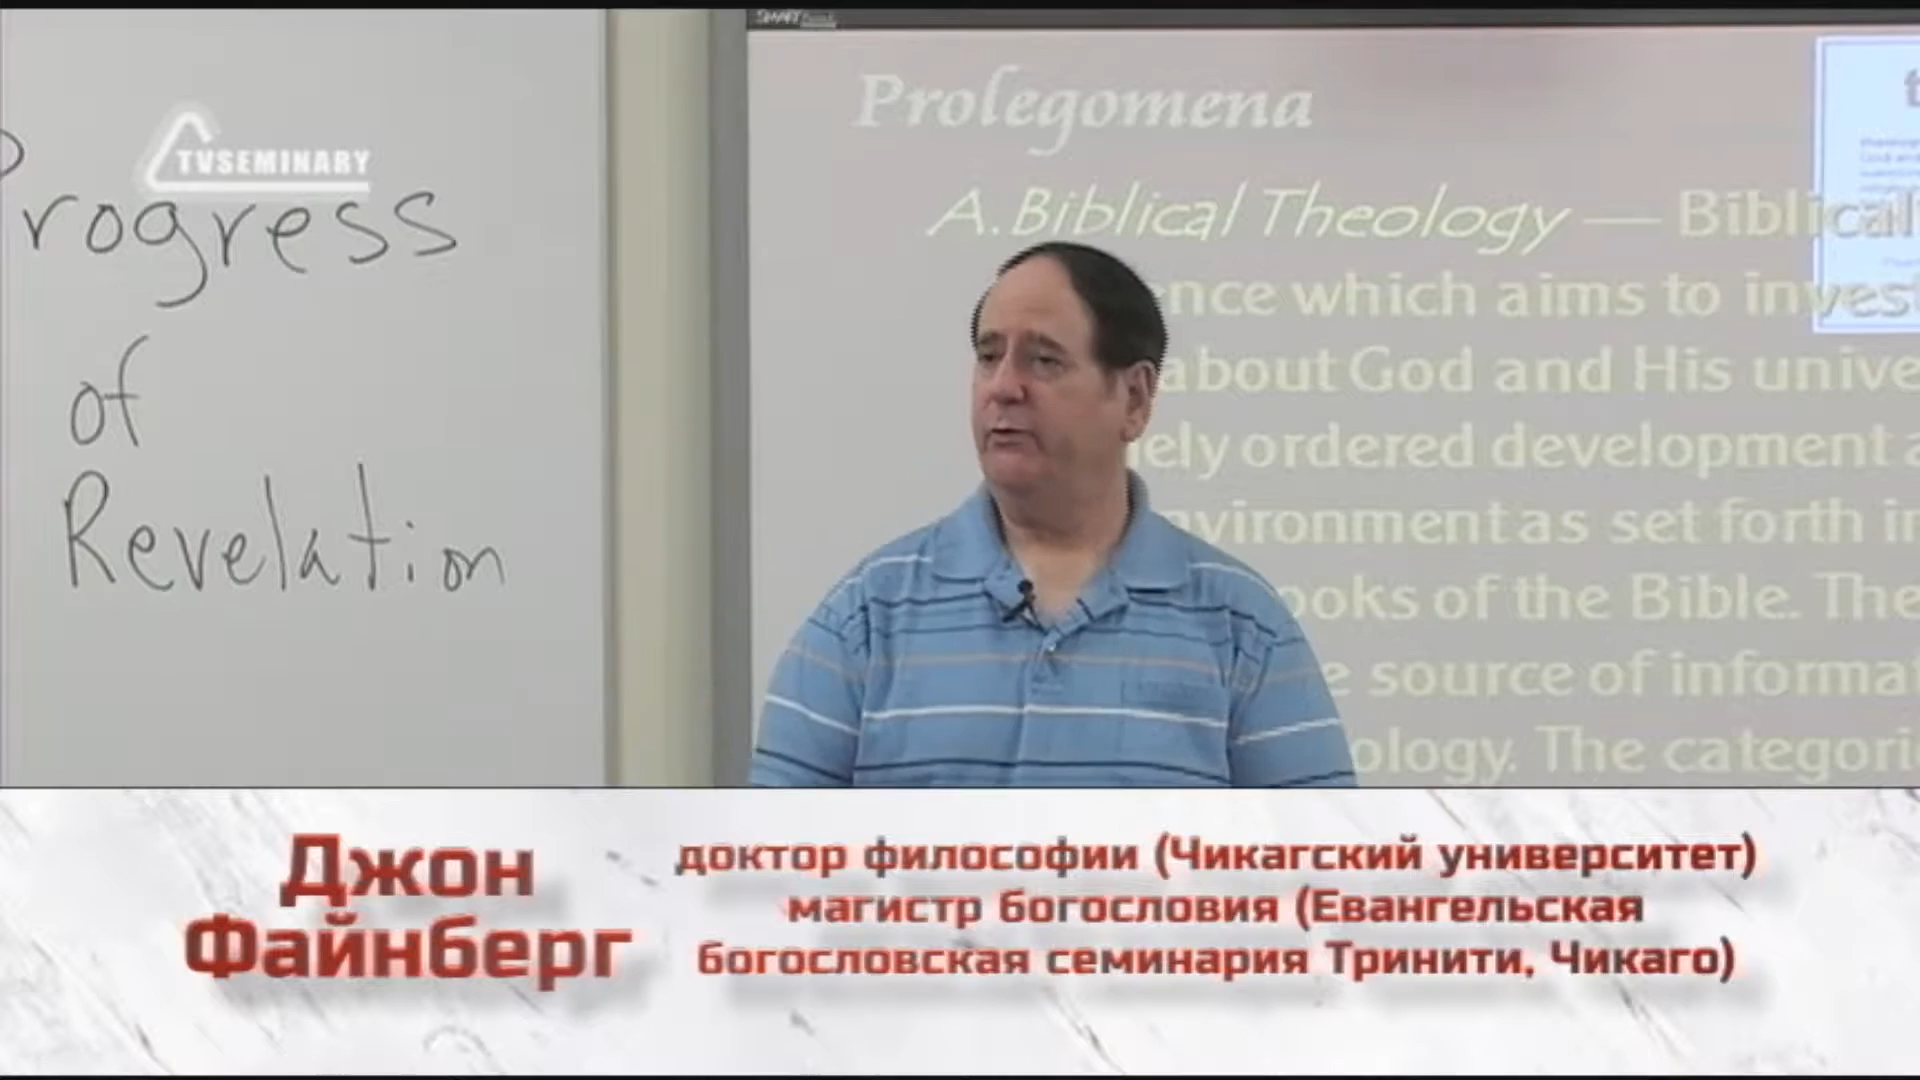 TVSEMINARY
Progress
of
Revelation
Prolegomena
A. Biblical Theology — Biblical
nce which aims to invest
about God and His unive
ely ordered development a
nvironment as set forth in
ooks of the Bible. The
e source of informat
ology. The categori
Джон
Файнберг
доктор философии (Чикагский университет)
магистр богословия (Евангельская
богословская семинария Тринити, Чикаго)